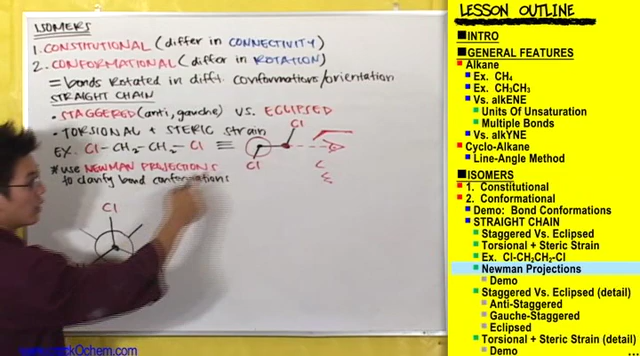 ISOMERS
1. CONSTITUTIONAL (differ in CONNECTIVITY)
2. CONFORMATIONAL (differ in ROTATION)
= bonds Rotated in diff't conformations/orientation
STRAIGHT CHAIN
• STAGGERED (anti, gauche) VS. ECLIPSED
• TORSIONAL + STERIC strain
EX. Cl-CH2-CH2-Cl ≡
Cl
Cl
*use NEWMAN PROJECTIONS
to clarify bond conformations
Cl
LESSON OUTLINE
INTRO
GENERAL FEATURES
Alkane
Ex. CH4
Ex. CH3CH3
Vs. alkENE
Units of Unsaturation
Multiple Bonds
Vs. alkYNE
Cyclo-Alkane
Line-Angle Method
ISOMERS
1. Constitutional
2. Conformational
Demo: Bond Conformations
STRAIGHT CHAIN
Staggered Vs. Eclipsed
Torsional + Steric Strain
Ex. Cl-CH2CH2-Cl
Newman Projections
Demo
Staggered Vs. Eclipsed (detail)
Anti-Staggered
Gauche-Staggered
Eclipsed
Torsional + Steric Strain (detail)
Demo
...